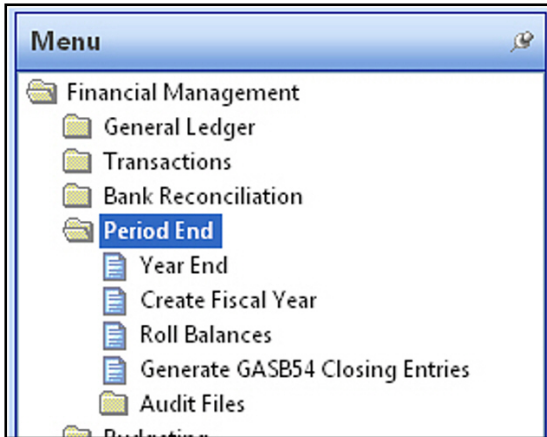 Menu
Financial Management
General Ledger
Transactions
Bank Reconciliation
Period End
Year End
Create Fiscal Year
Roll Balances
Generate GASB54 Closing Entries
Audit Files
Budgeting